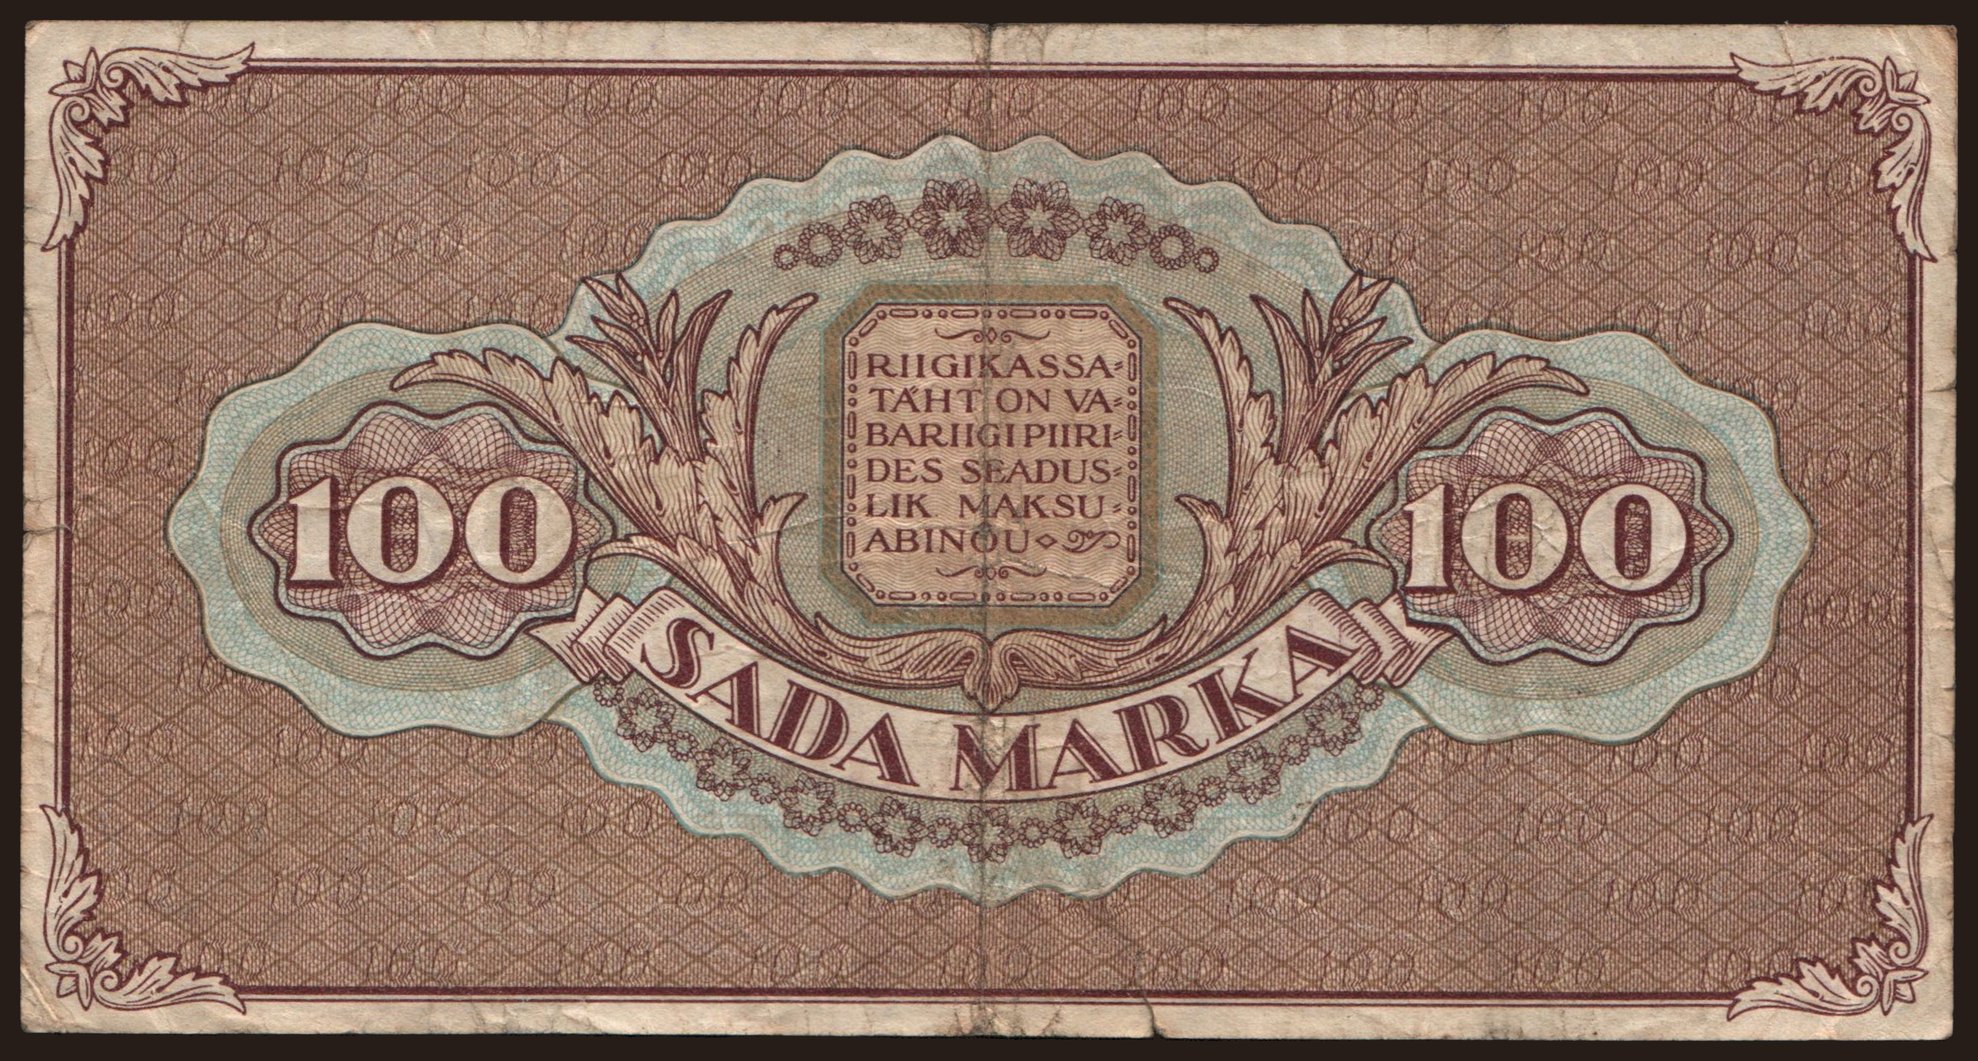 RIIGIKASSA=
TÄHT ON VA=
BARIIGI PIIRI=
DES SEADUS=
LIK MAKSU=
ABINÕU
100
100
SADA MARKA